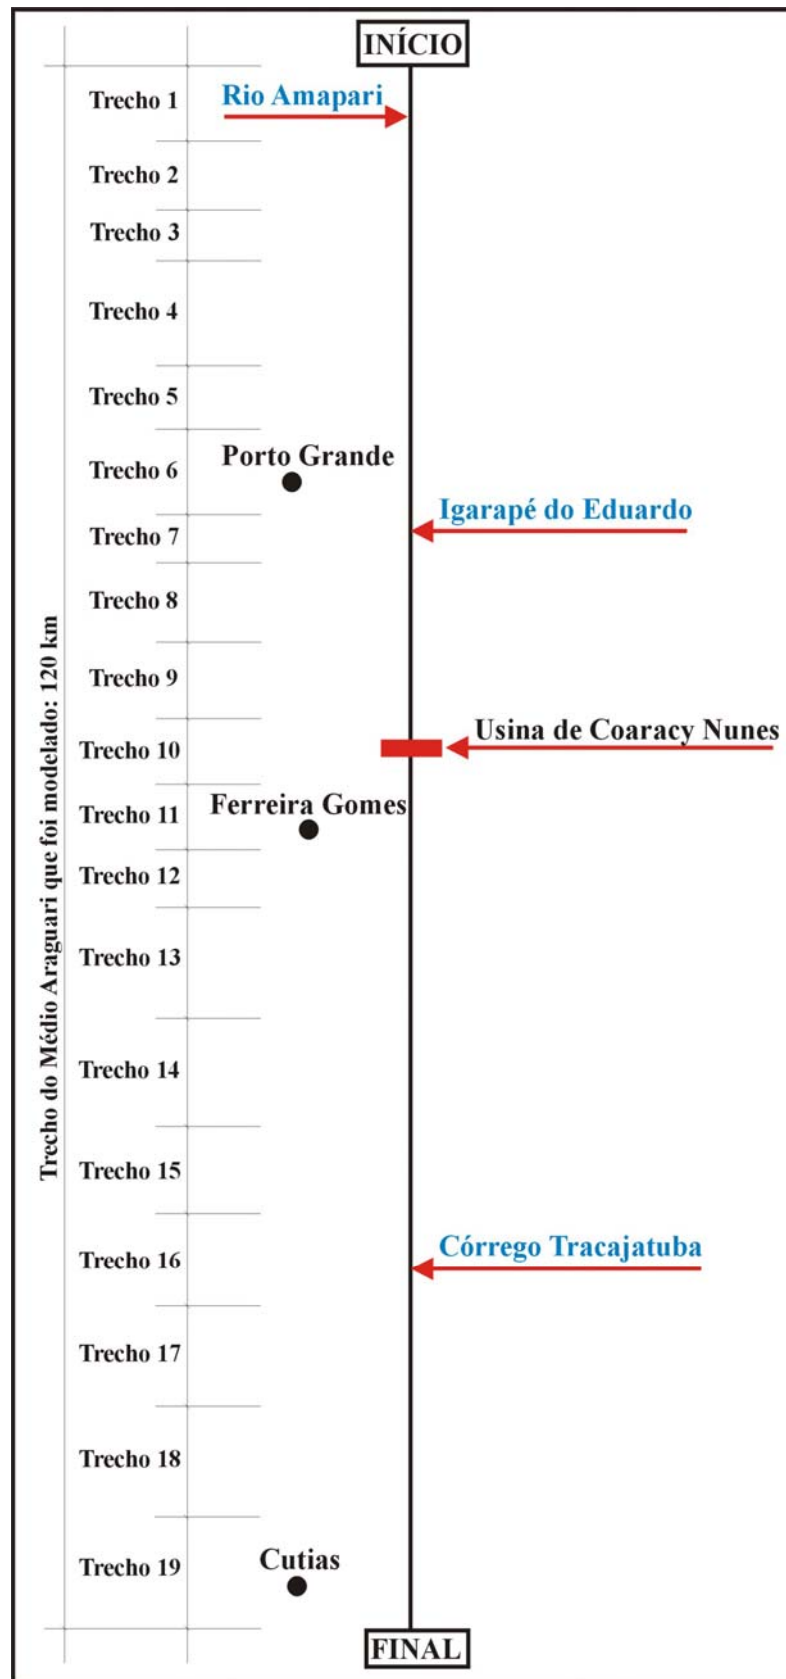 INÍCIO
Trecho 1
Rio Amapari
Trecho 2
Trecho 3
Trecho 4
Trecho 5
Trecho 6
Porto Grande
Igarapé do Eduardo
Trecho 7
Trecho 8
Trecho 9
Trecho 10
Usina de Coaracy Nunes
Trecho 11
Ferreira Gomes
Trecho 12
Trecho 13
Trecho 14
Trecho 15
Trecho 16
Córrego Tracajatuba
Trecho 17
Trecho 18
Trecho 19
Cutias
FINAL
Trecho do Médio Araguari que foi modelado: 120 km